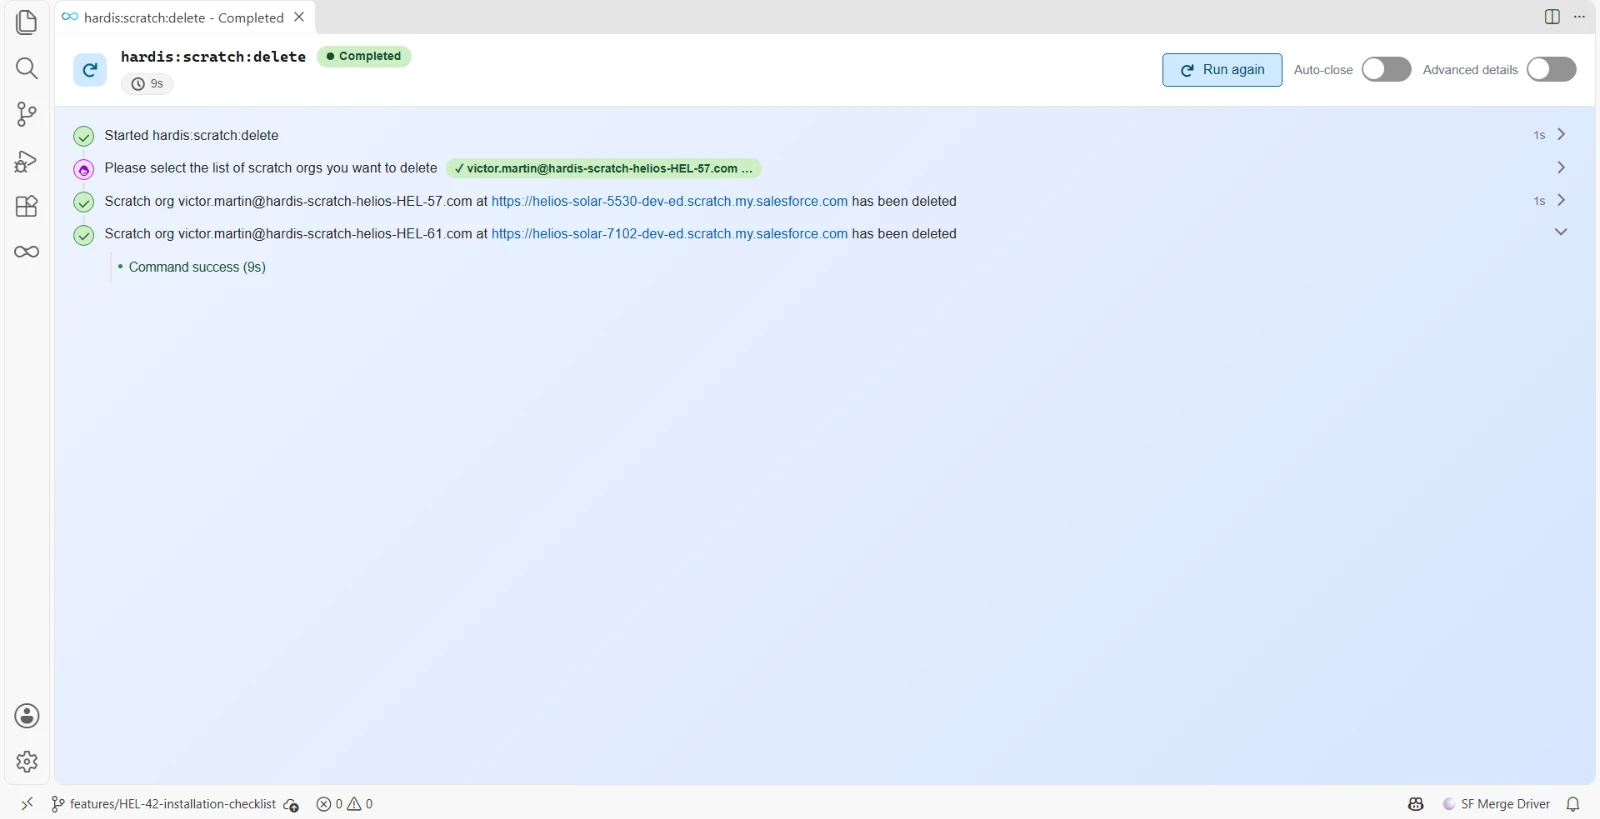 hardis:scratch:delete - Completed
hardis:scratch:delete
Completed
9s
Run again
Auto-close
Advanced details
Started hardis:scratch:delete
1s
Please select the list of scratch orgs you want to delete
✓ victor.martin@hardis-scratch-helios-HEL-57.com ...
Scratch org victor.martin@hardis-scratch-helios-HEL-57.com at https://helios-solar-5530-dev-ed.scratch.my.salesforce.com has been deleted
1s
Scratch org victor.martin@hardis-scratch-helios-HEL-61.com at https://helios-solar-7102-dev-ed.scratch.my.salesforce.com has been deleted
• Command success (9s)
features/HEL-42-installation-checklist
0
0
SF Merge Driver